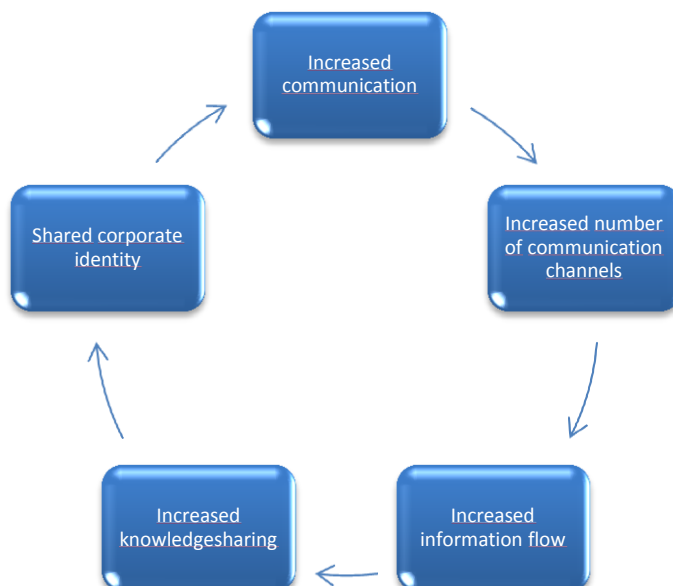 Increased
communication
Increased number
of communication
channels
Increased
information flow
Increased
knowledgesharing
Shared corporate
identity